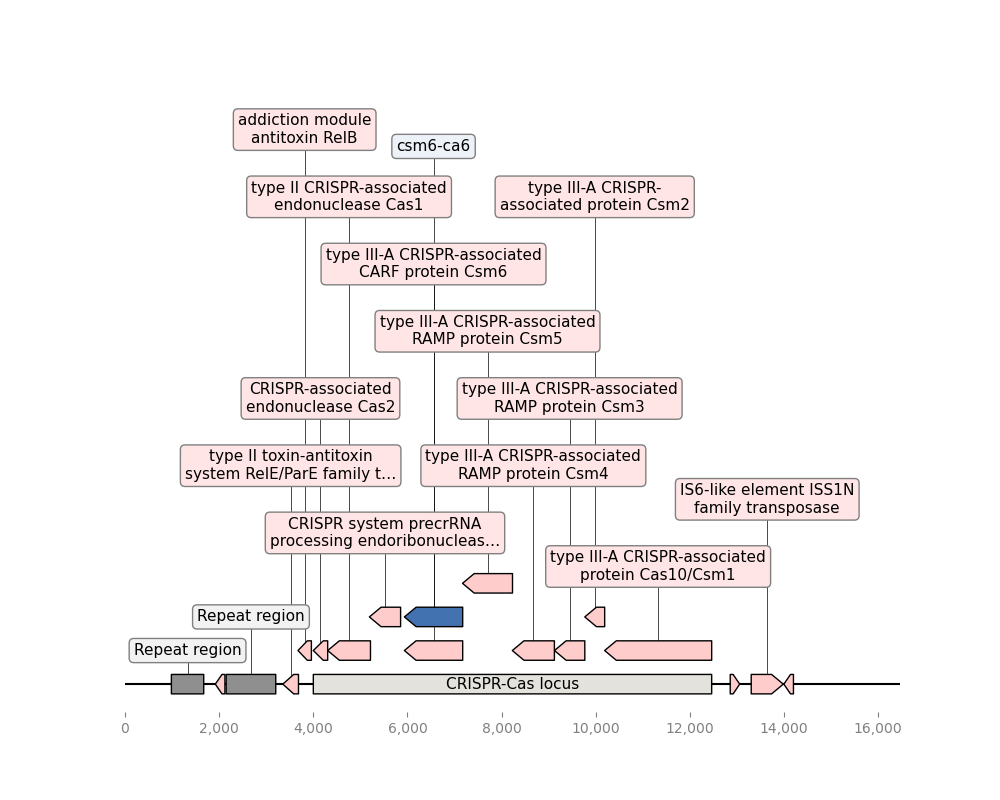 addiction module
antitoxin RelB
csm6-ca6
type II CRISPR-associated
endonuclease Cas1
type III-A CRISPR-
associated protein Csm2
type III-A CRISPR-associated
CARF protein Csm6
type III-A CRISPR-associated
RAMP protein Csm5
CRISPR-associated
endonuclease Cas2
type III-A CRISPR-associated
RAMP protein Csm3
type II toxin-antitoxin
system RelE/ParE family t…
type III-A CRISPR-associated
RAMP protein Csm4
IS6-like element ISS1N
family transposase
CRISPR system precrRNA
processing endoribonucleas…
type III-A CRISPR-associated
protein Cas10/Csm1
Repeat region
Repeat region
CRISPR-Cas locus
0 2,000 4,000 6,000 8,000 10,000 12,000 14,000 16,000